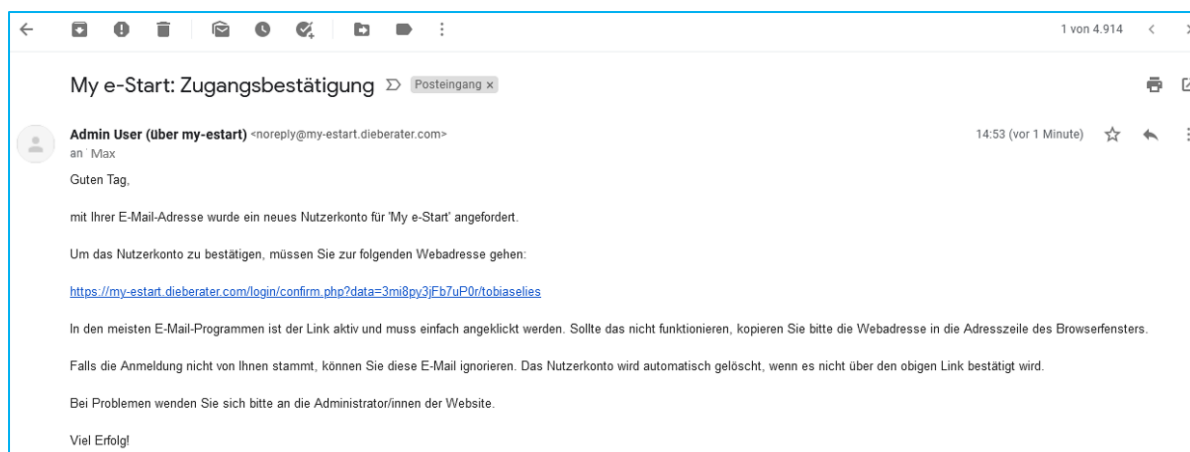 1 von 4.914
My e-Start: Zugangsbestätigung Posteingang x
Admin User (über my-estart) <noreply@my-estart.dieberater.com> 14:53 (vor 1 Minute)
an Max
Guten Tag,
mit Ihrer E-Mail-Adresse wurde ein neues Nutzerkonto für 'My e-Start' angefordert.
Um das Nutzerkonto zu bestätigen, müssen Sie zur folgenden Webadresse gehen:
https://my-estart.dieberater.com/login/confirm.php?data=3mi8py3jFb7uP0r/tobiaselies
In den meisten E-Mail-Programmen ist der Link aktiv und muss einfach angeklickt werden. Sollte das nicht funktionieren, kopieren Sie bitte die Webadresse in die Adresszeile des Browserfensters.
Falls die Anmeldung nicht von Ihnen stammt, können Sie diese E-Mail ignorieren. Das Nutzerkonto wird automatisch gelöscht, wenn es nicht über den obigen Link bestätigt wird.
Bei Problemen wenden Sie sich bitte an die Administrator/innen der Website.
Viel Erfolg!